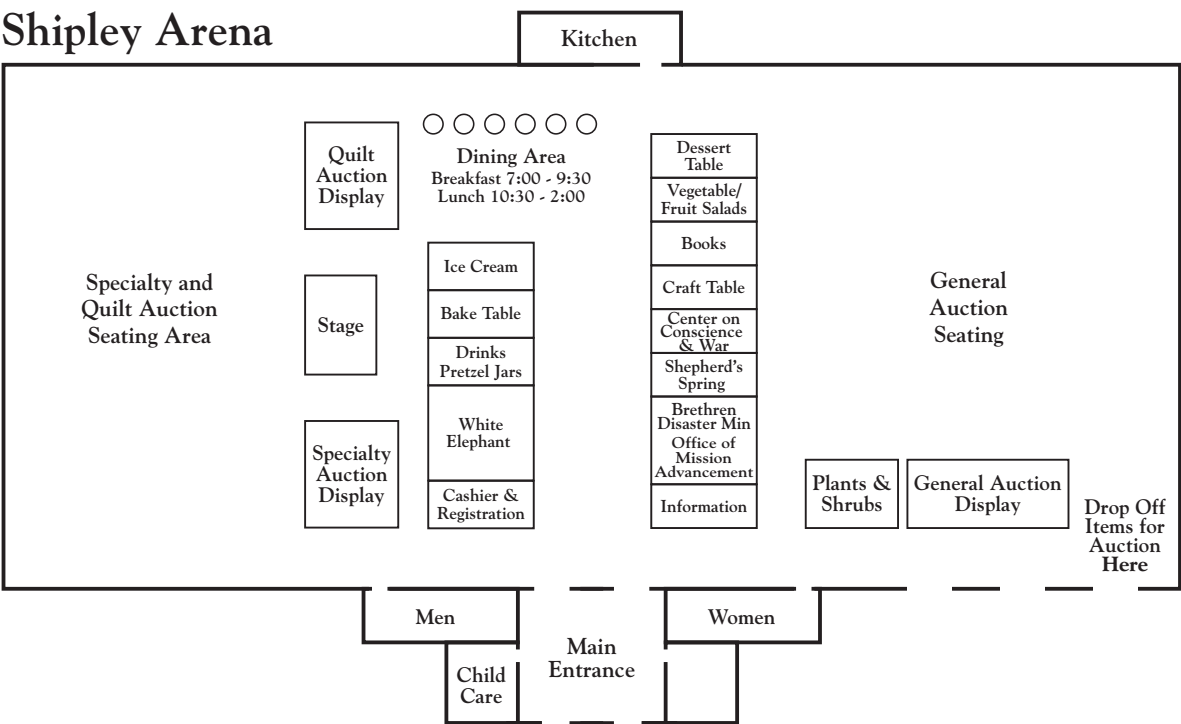 Shipley Arena
Kitchen
Quilt
Auction
Display
Dining Area
Breakfast 7:00 - 9:30
Lunch 10:30 - 2:00
Dessert
Table
Vegetable/
Fruit Salads
Books
Craft Table
Center on
Conscience
& War
Shepherd's
Spring
Brethren
Disaster Min
Office of
Mission
Advancement
Information
Specialty and
Quilt Auction
Seating Area
Stage
Specialty
Auction
Display
Ice Cream
Bake Table
Drinks
Pretzel Jars
White
Elephant
Cashier &
Registration
General
Auction
Seating
Plants &
Shrubs
General Auction
Display
Drop Off
Items for
Auction
Here
Men
Women
Main
Entrance
Child
Care